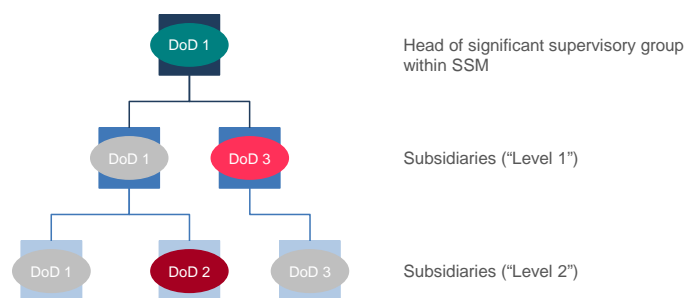 DoD 1
Head of significant supervisory group
within SSM
DoD 1
DoD 3
Subsidiaries (“Level 1”)
DoD 1
DoD 2
DoD 3
Subsidiaries (“Level 2”)